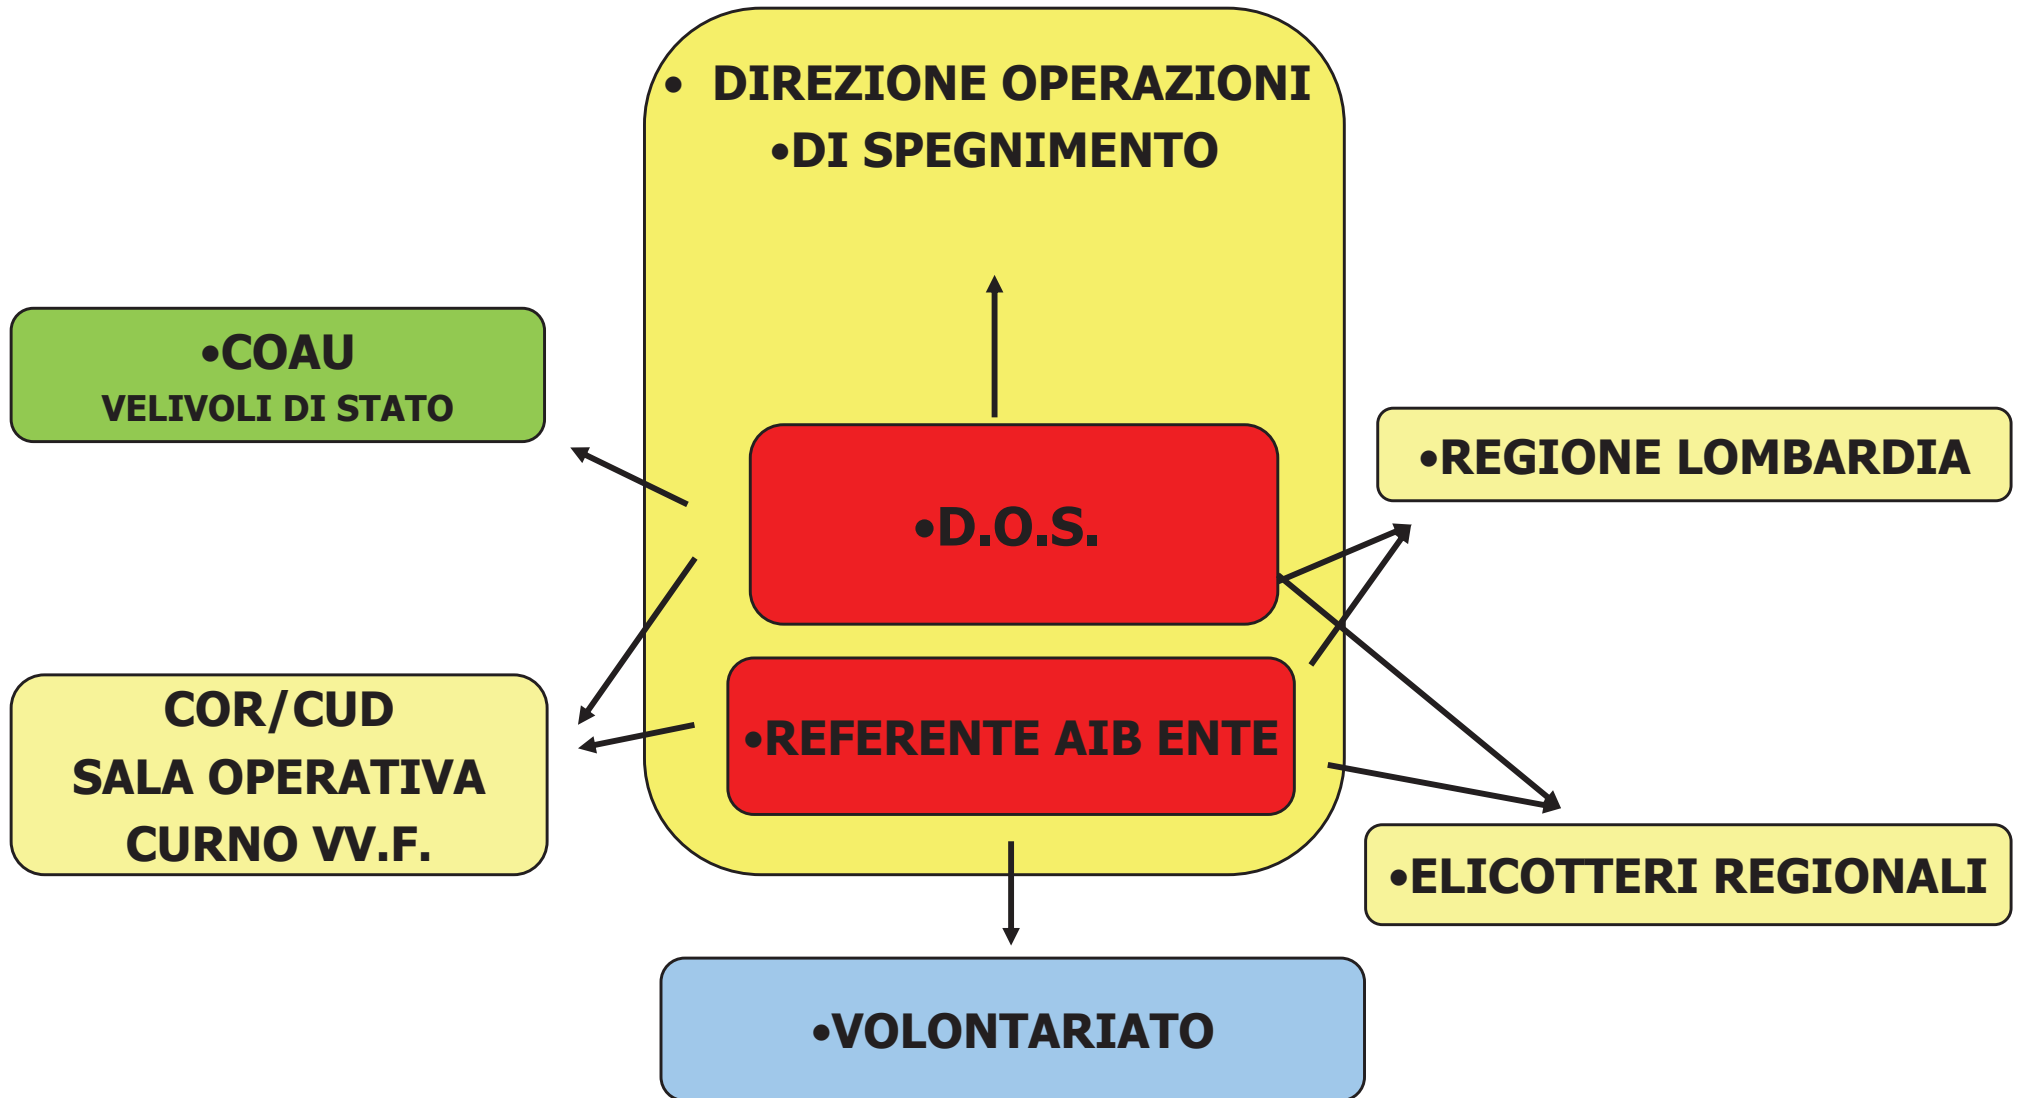 • DIREZIONE OPERAZIONI
•DI SPEGNIMENTO
•COAU
VELIVOLI DI STATO
•REGIONE LOMBARDIA
•D.O.S.
COR/CUD
SALA OPERATIVA
CURNO VV.F.
•REFERENTE AIB ENTE
•ELICOTTERI REGIONALI
•VOLONTARIATO